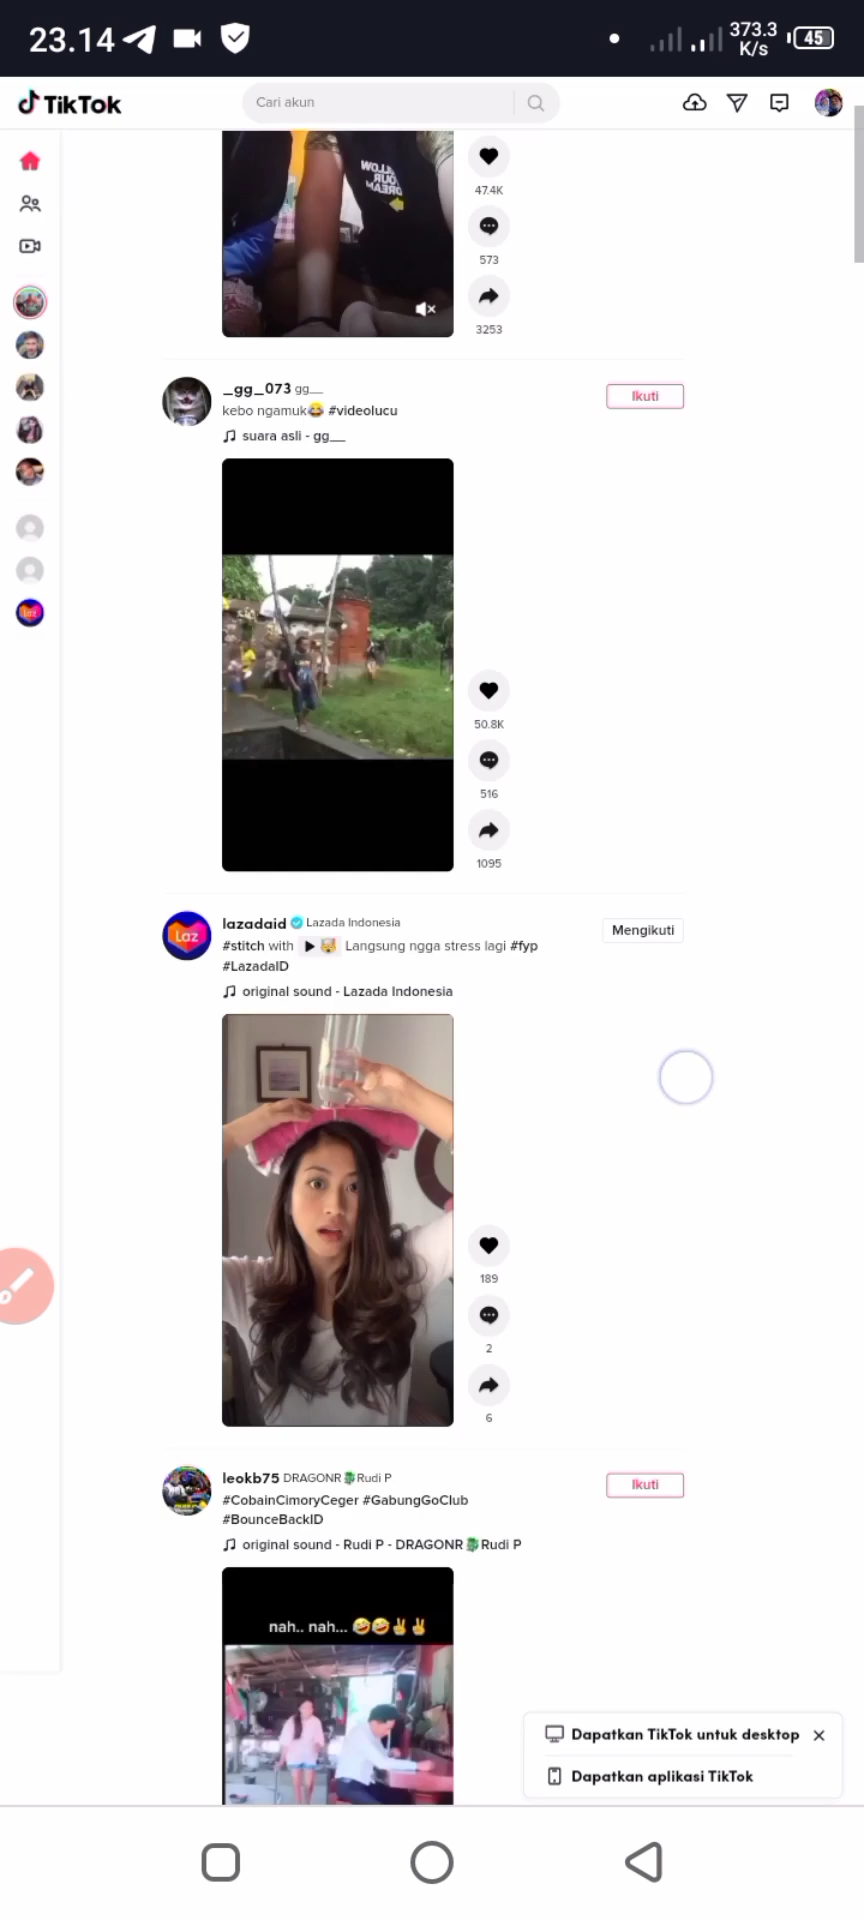 23.14
373.3
K/s
45
TikTok
Cari akun
47.4K
573
3253
_gg_073 gg__
kebo ngamuk😂 #videolucu
suara asli - gg__
Ikuti
50.8K
516
1095
Laz
lazadaid Lazada Indonesia
#stitch with ▶ 🤯 Langsung ngga stress lagi #fyp
#LazadaID
original sound - Lazada Indonesia
Mengikuti
189
2
6
leokb75 DRAGONR🐉Rudi P
#CobainCimoryCeger #GabungGoClub
#BounceBackID
original sound - Rudi P - DRAGONR🐉Rudi P
Ikuti
nah.. nah... 🤣🤣✌✌
Dapatkan TikTok untuk desktop
Dapatkan aplikasi TikTok